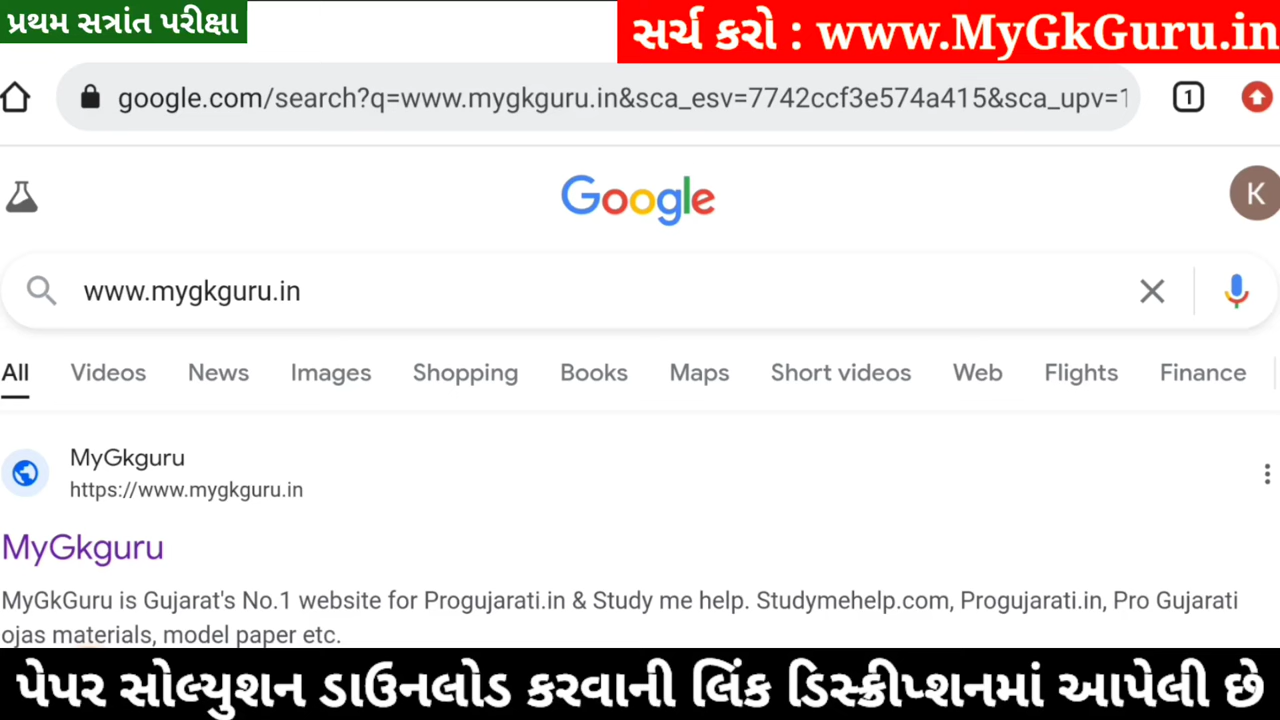 પ્રથમ સત્રાંત પરીક્ષા
સર્ચ કરો : www.MyGkGuru.in
google.com/search?q=www.mygkguru.in&sca_esv=7742ccf3e574a415&sca_upv=1
1
Google
K
www.mygkguru.in
All Videos News Images Shopping Books Maps Short videos Web Flights Finance
MyGkguru
https://www.mygkguru.in
MyGkguru
MyGkGuru is Gujarat's No.1 website for Progujarati.in & Study me help. Studymehelp.com, Progujarati.in, Pro Gujarati
ojas materials, model paper etc.
પેપર સોલ્યુશન ડાઉનલોડ કરવાની લિંક ડિસ્ક્રીપ્શનમાં આપેલી છે